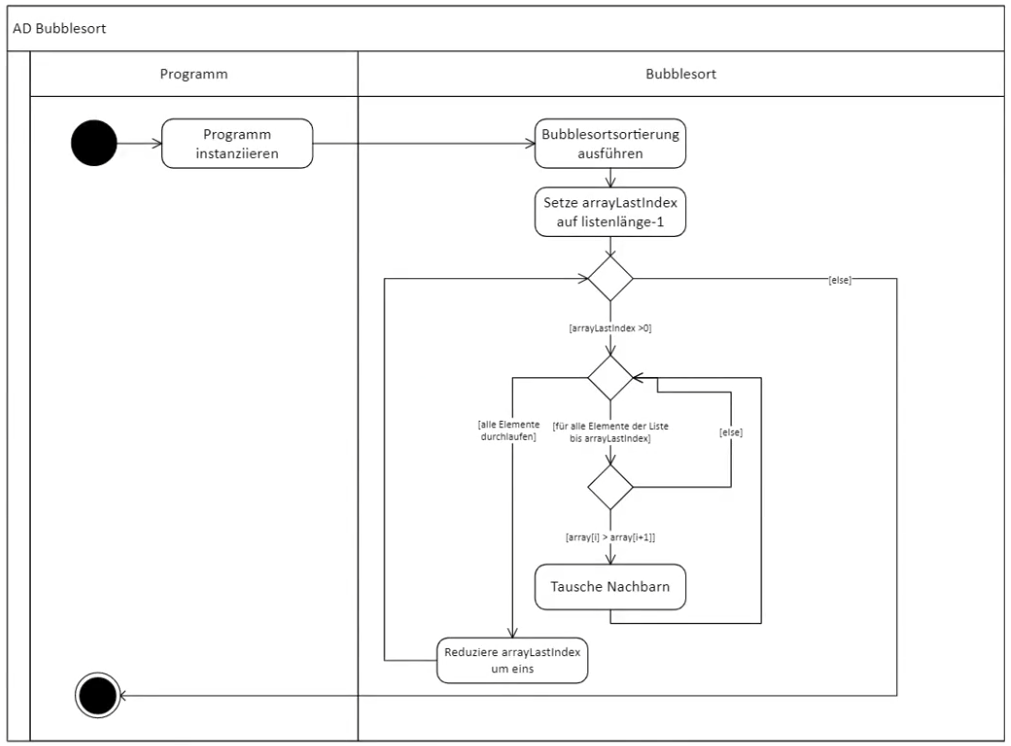 AD Bubblesort
Programm
Bubblesort
Programm
instanziieren
Bubblesortsortierung
ausführen
Setze arrayLastIndex
auf listenlänge-1
[else]
[arrayLastIndex >0]
[alle Elemente
durchlaufen]
[für alle Elemente der Liste
bis arrayLastIndex]
[else]
[array[i] > array[i+1]]
Tausche Nachbarn
Reduziere arrayLastIndex
um eins